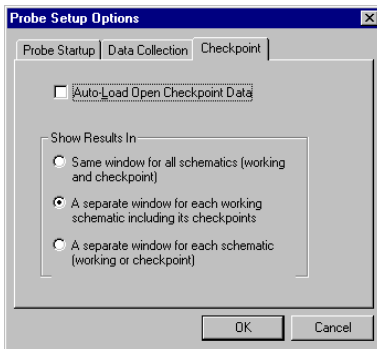 Probe Setup Options
Probe Startup
Data Collection
Checkpoint
Auto-Load Open Checkpoint Data
Show Results In
Same window for all schematics (working
and checkpoint)
A separate window for each working
schematic including its checkpoints
A separate window for each schematic
(working or checkpoint)
OK
Cancel